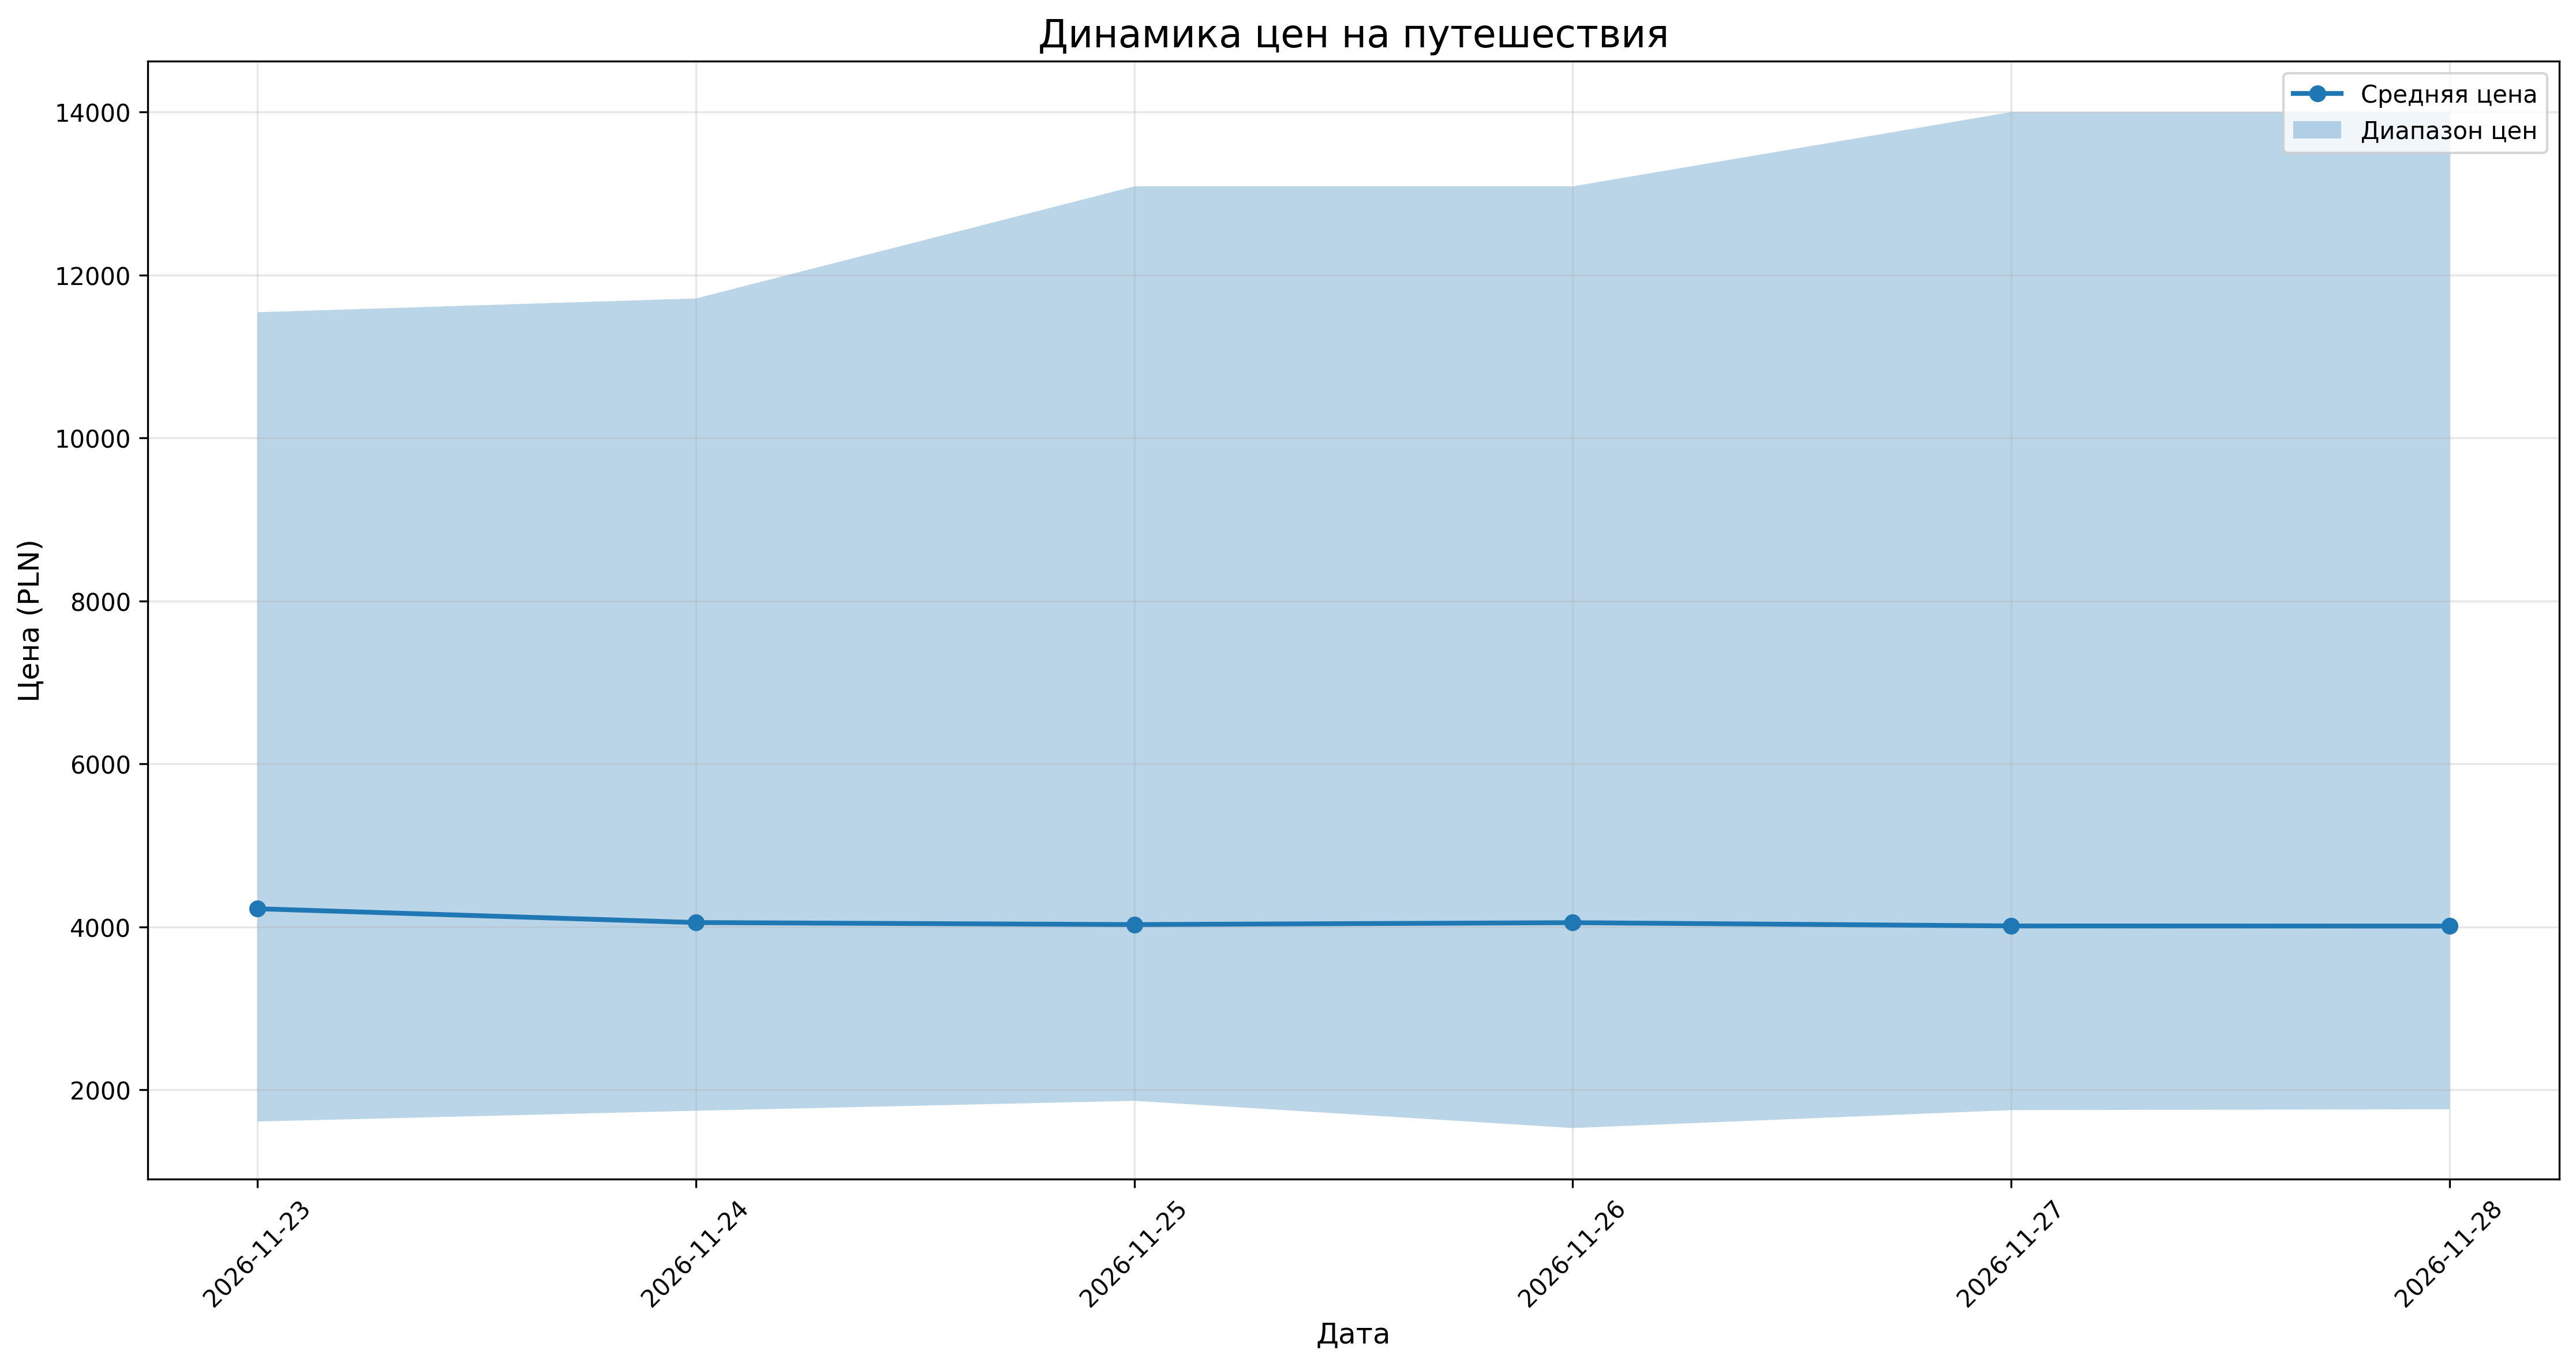 Динамика цен на путешествия
Средняя цена
Диапазон цен
14000
12000
10000
8000
6000
4000
2000
Цена (PLN)
2026-11-23
2026-11-24
2026-11-25
2026-11-26
2026-11-27
2026-11-28
Дата